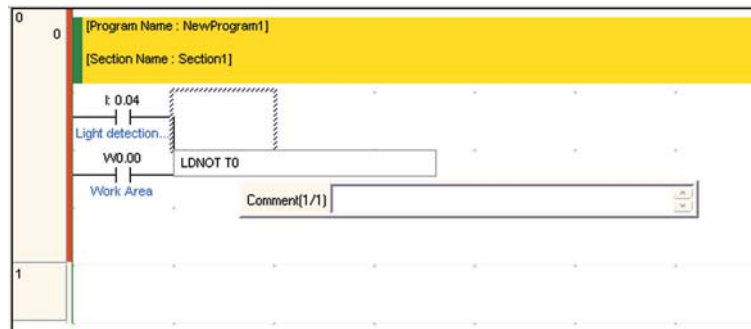 0
0
[Program Name : NewProgram1]
[Section Name : Section1]
I: 0.04
Light detection...
W0.00
LDNOT T0
Work Area
Comment(1/1)
1